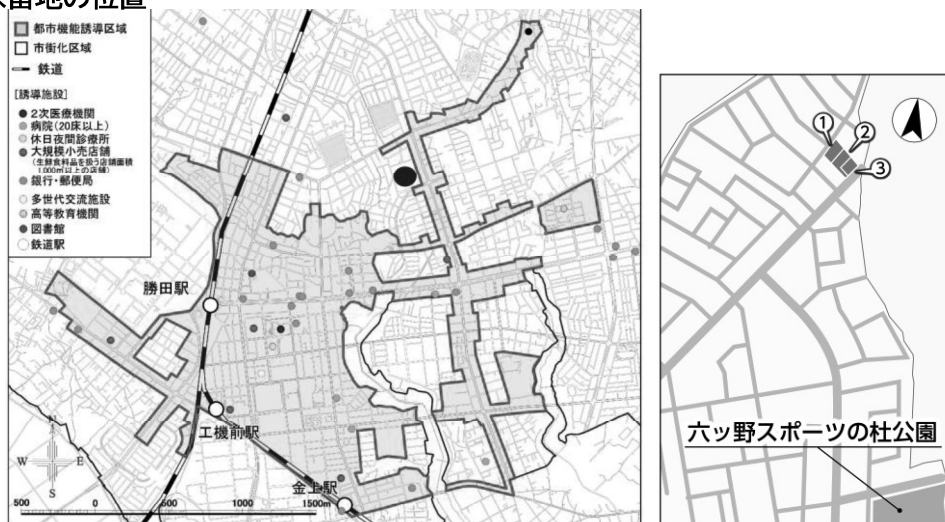 留地の位置
都市機能誘導区域
市街化区域
鉄道
[誘導施設]
2次医療機関
病院(20床以上)
休日夜間診療所
大規模小売店舗
(生鮮食料品を扱う店舗面積
1,000㎡以上の店舗)
銀行・郵便局
多世代交流施設
高等教育機関
図書館
鉄道駅
勝田駅
工機前駅
金上駅
N
W
E
S
500
0
500
1000
1500m
①
②
③
六ッ野スポーツの杜公園